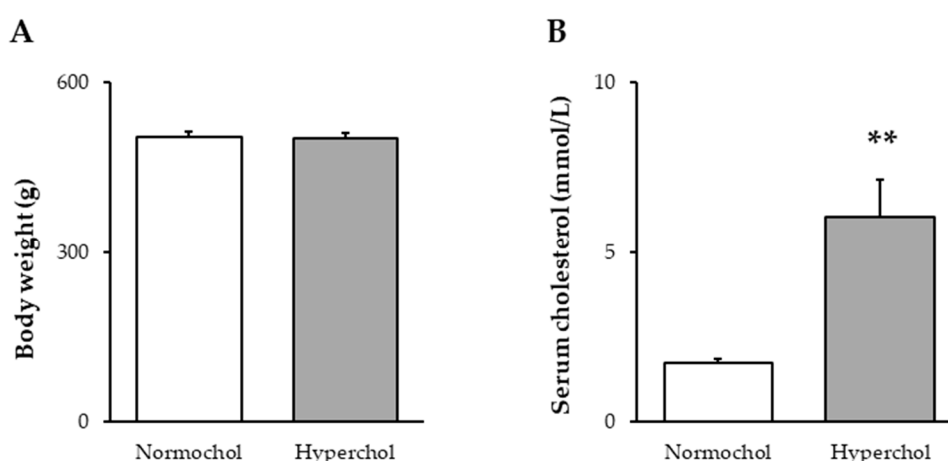 A
Body weight (g)
600
300
0
Normochol
Hyperchol
B
Serum cholesterol (mmol/L)
10
5
0
**
Normochol
Hyperchol